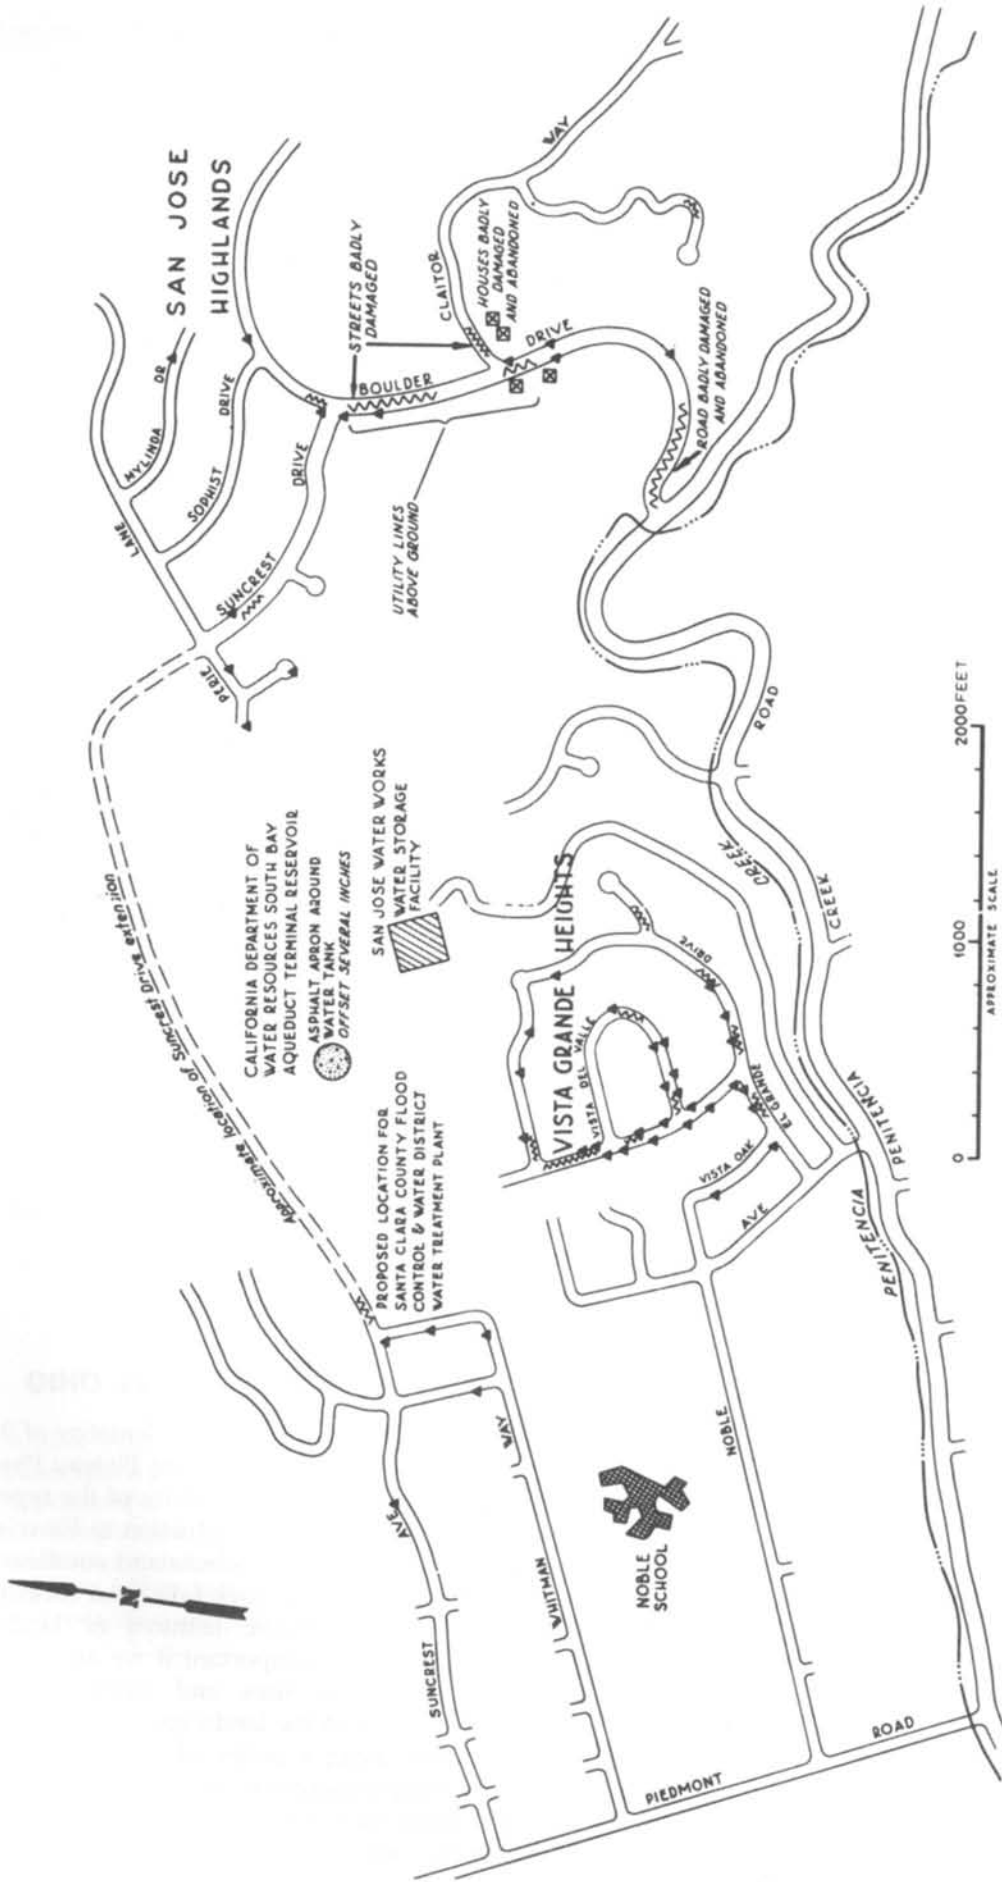 SAN JOSE
HIGHLANDS
MYLINDA DR
SOPHIST DRIVE
LANE
SUNCREST DRIVE
PERIE
STREETS BADLY
DAMAGED
BOULDER DRIVE
CLAITOR WAY
HOUSES BADLY
DAMAGED
AND ABANDONED
ROAD BADLY DAMAGED
AND ABANDONED
UTILITY LINES
ABOVE GROUND
Approximate location of Suncrest Drive extension
CALIFORNIA DEPARTMENT OF
WATER RESOURCES SOUTH BAY
AQUEDUCT TERMINAL RESERVOIR
ASPHALT APRON AROUND
WATER TANK
OFFSET SEVERAL INCHES
SAN JOSE WATER WORKS
WATER STORAGE
FACILITY
PROPOSED LOCATION FOR
SANTA CLARA COUNTY FLOOD
CONTROL & WATER DISTRICT
WATER TREATMENT PLANT
VISTA GRANDE HEIGHTS
VISTA DEL VALLE
DRIVE
EL GRANDE
VISTA OAK
AVE
NOBLE
NOBLE
SCHOOL
WHITMAN WAY
SUNCREST AVE
PIEDMONT ROAD
PENITENCIA CREEK
PENITENCIA CREEK ROAD
N
0 1000 2000 FEET
APPROXIMATE SCALE